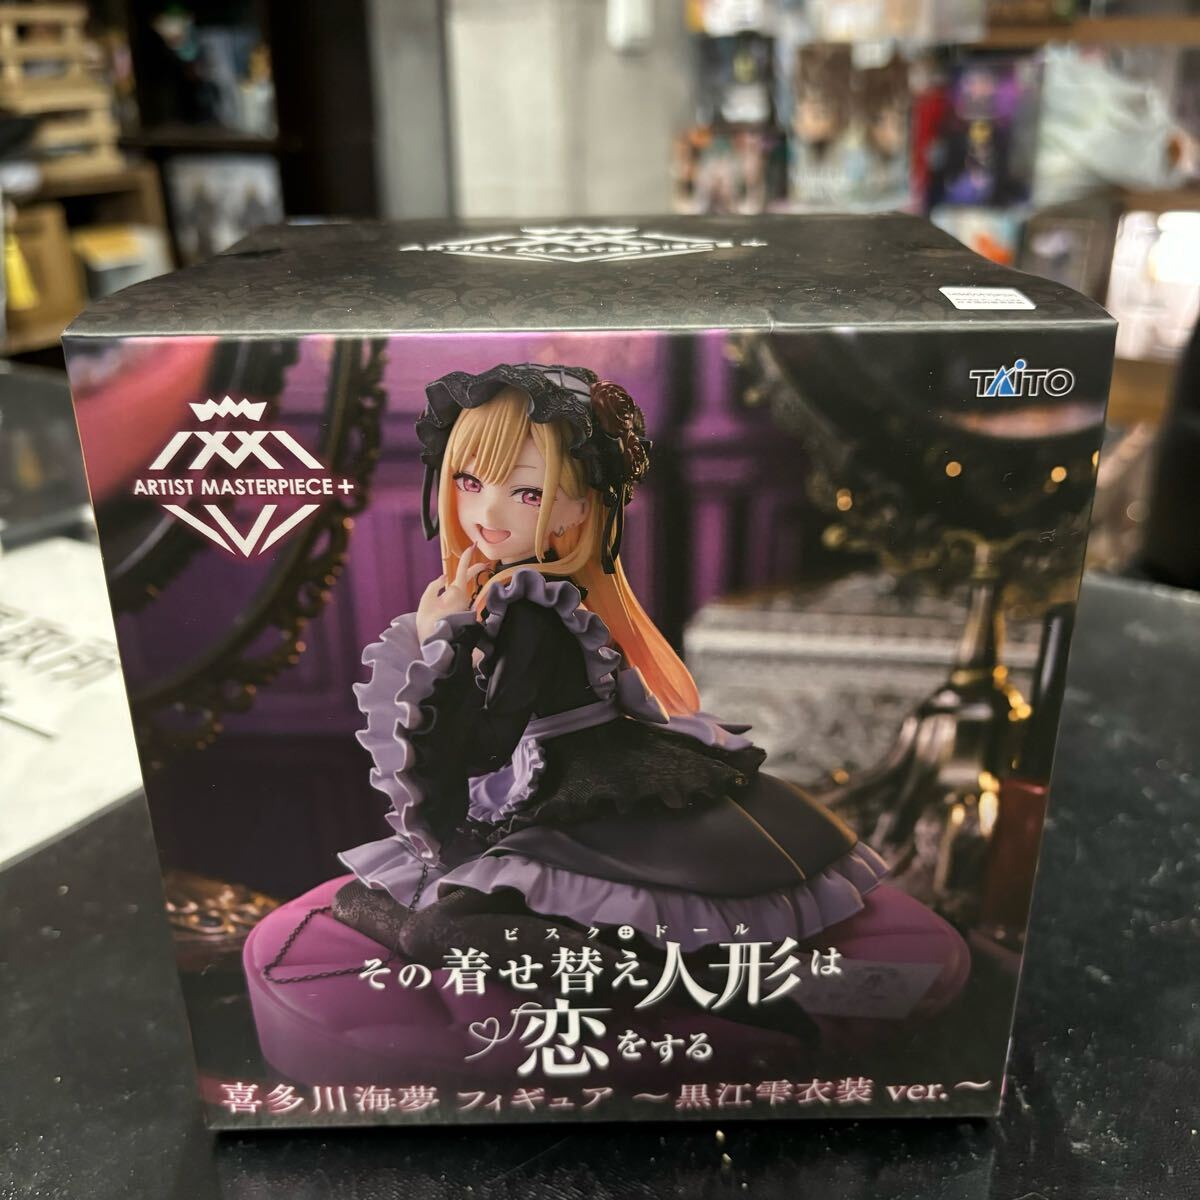 ARTIST MASTERPIECE+
TAITO
ARTIST MASTERPIECE+
ビスクドール
その着せ替え人形は
恋をする
喜多川海夢 フィギュア ～黒江雫衣装 ver.～